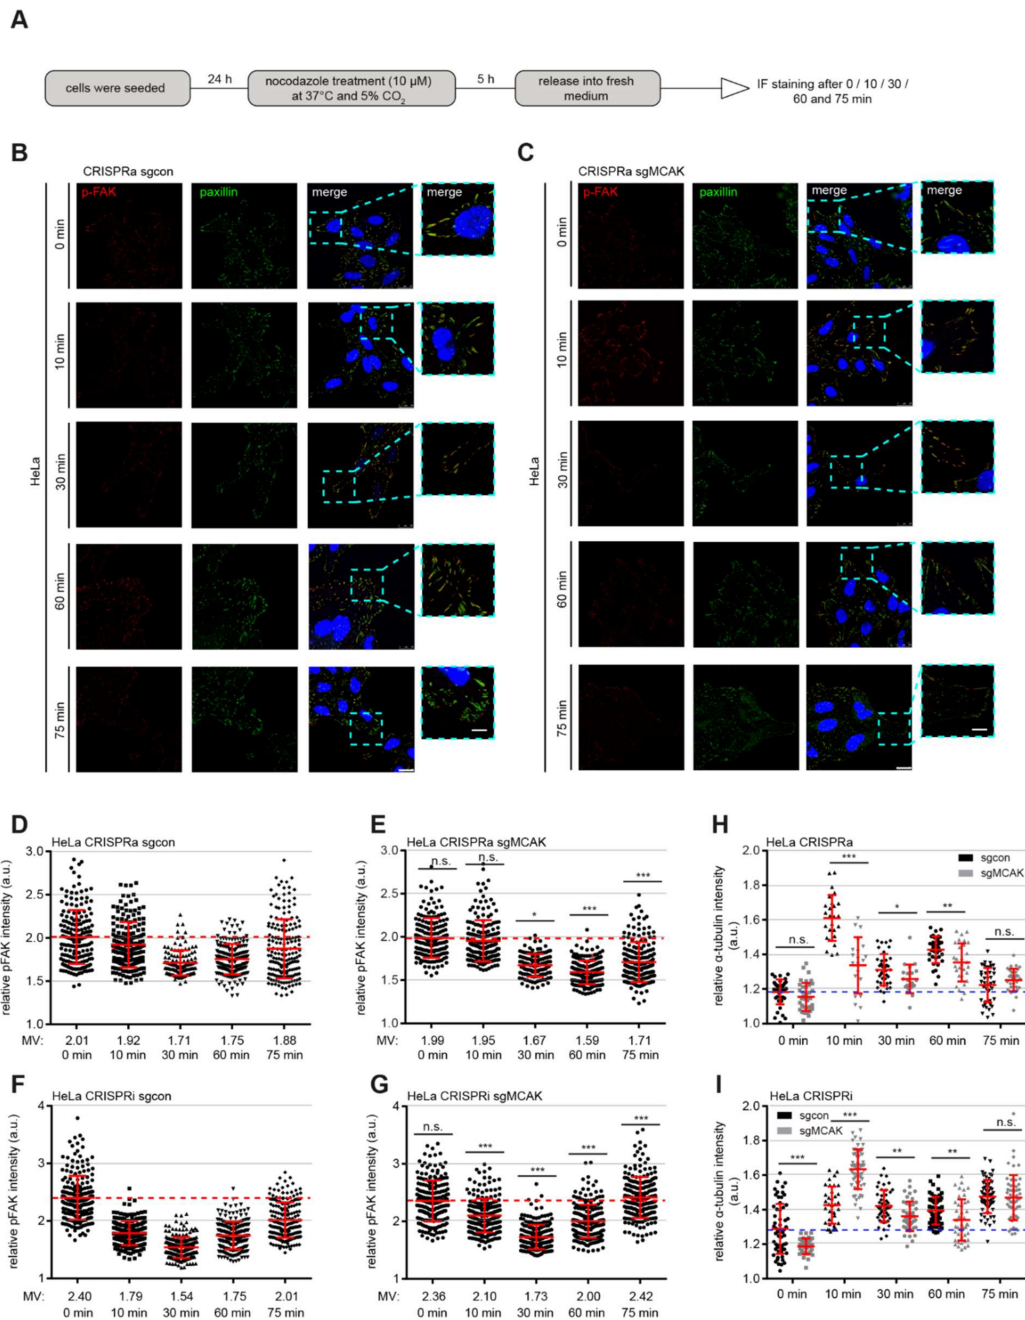 A
cells were seeded
24 h
nocodazole treatment (10 µM)
at 37°C and 5% CO2
5 h
release into fresh
medium
IF staining after 0 / 10 / 30 /
60 and 75 min
B
CRISPRa sgcon
p-FAK
paxillin
merge
merge
HeLa
0 min
10 min
30 min
60 min
75 min
C
CRISPRa sgMCAK
p-FAK
paxillin
merge
merge
HeLa
0 min
10 min
30 min
60 min
75 min
D
HeLa CRISPRa sgcon
relative pFAK intensity (a.u.)
3.0
2.5
2.0
1.5
1.0
MV: 2.01 1.92 1.71 1.75 1.88
0 min 10 min 30 min 60 min 75 min
E
HeLa CRISPRa sgMCAK
relative pFAK intensity (a.u.)
3.0
2.5
2.0
1.5
1.0
n.s. n.s. * *** ***
MV: 1.99 1.95 1.67 1.59 1.71
0 min 10 min 30 min 60 min 75 min
H
HeLa CRISPRa
relative α-tubulin intensity
(a.u.)
2.0
1.8
1.6
1.4
1.2
1.0
sgcon
sgMCAK
n.s. *** * ** n.s.
0 min 10 min 30 min 60 min 75 min
F
HeLa CRISPRi sgcon
relative pFAK intensity (a.u.)
4
3
2
1
MV: 2.40 1.79 1.54 1.75 2.01
0 min 10 min 30 min 60 min 75 min
G
HeLa CRISPRi sgMCAK
relative pFAK intensity (a.u.)
4
3
2
1
n.s. *** *** *** ***
MV: 2.36 2.10 1.73 2.00 2.42
0 min 10 min 30 min 60 min 75 min
I
HeLa CRISPRi
relative α-tubulin intensity
(a.u.)
2.0
1.8
1.6
1.4
1.2
1.0
sgcon
sgMCAK
*** *** ** ** n.s.
0 min 10 min 30 min 60 min 75 min